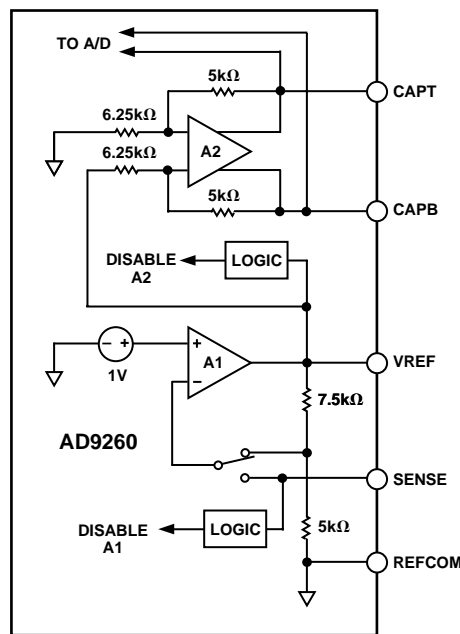 TO A/D
5kΩ
CAPT
6.25kΩ
6.25kΩ
A2
5kΩ
CAPB
DISABLE
A2
LOGIC
A1
VREF
1V
7.5kΩ
AD9260
SENSE
DISABLE
A1
LOGIC
5kΩ
REFCOM